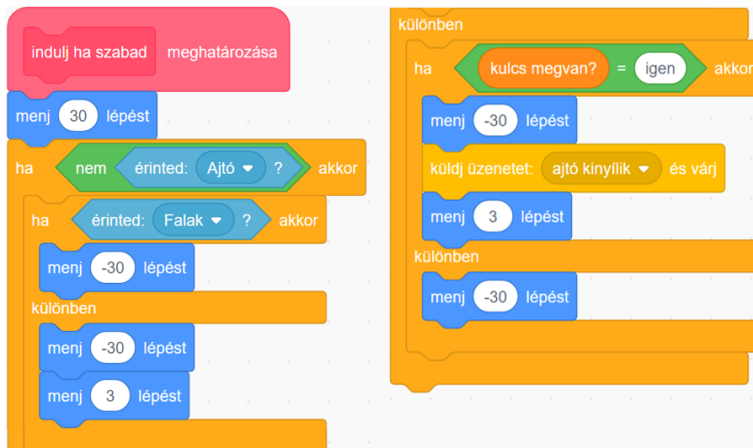 indulj ha szabad meghatározása
menj 30 lépést
ha nem érinted: Ajtó ? akkor
ha érinted: Falak ? akkor
menj -30 lépést
különben
menj -30 lépést
menj 3 lépést
különben
ha kulcs megvan? = igen akkor
menj -30 lépést
küldj üzenetet: ajtó kinyílik és várj
menj 3 lépést
különben
menj -30 lépést